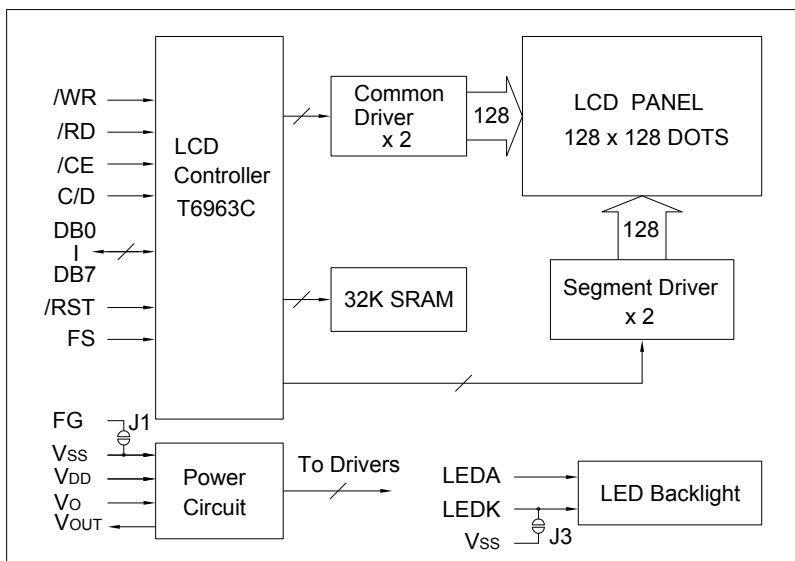 /WR
/RD
/CE
C/D
DB0
I
DB7
/RST
FS
LCD
Controller
T6963C
Common
Driver
x 2
128
LCD PANEL
128 x 128 DOTS
128
32K SRAM
Segment Driver
x 2
FG
J1
VSS
VDD
VO
VOUT
Power
Circuit
To Drivers
LEDA
LEDK
VSS
J3
LED Backlight